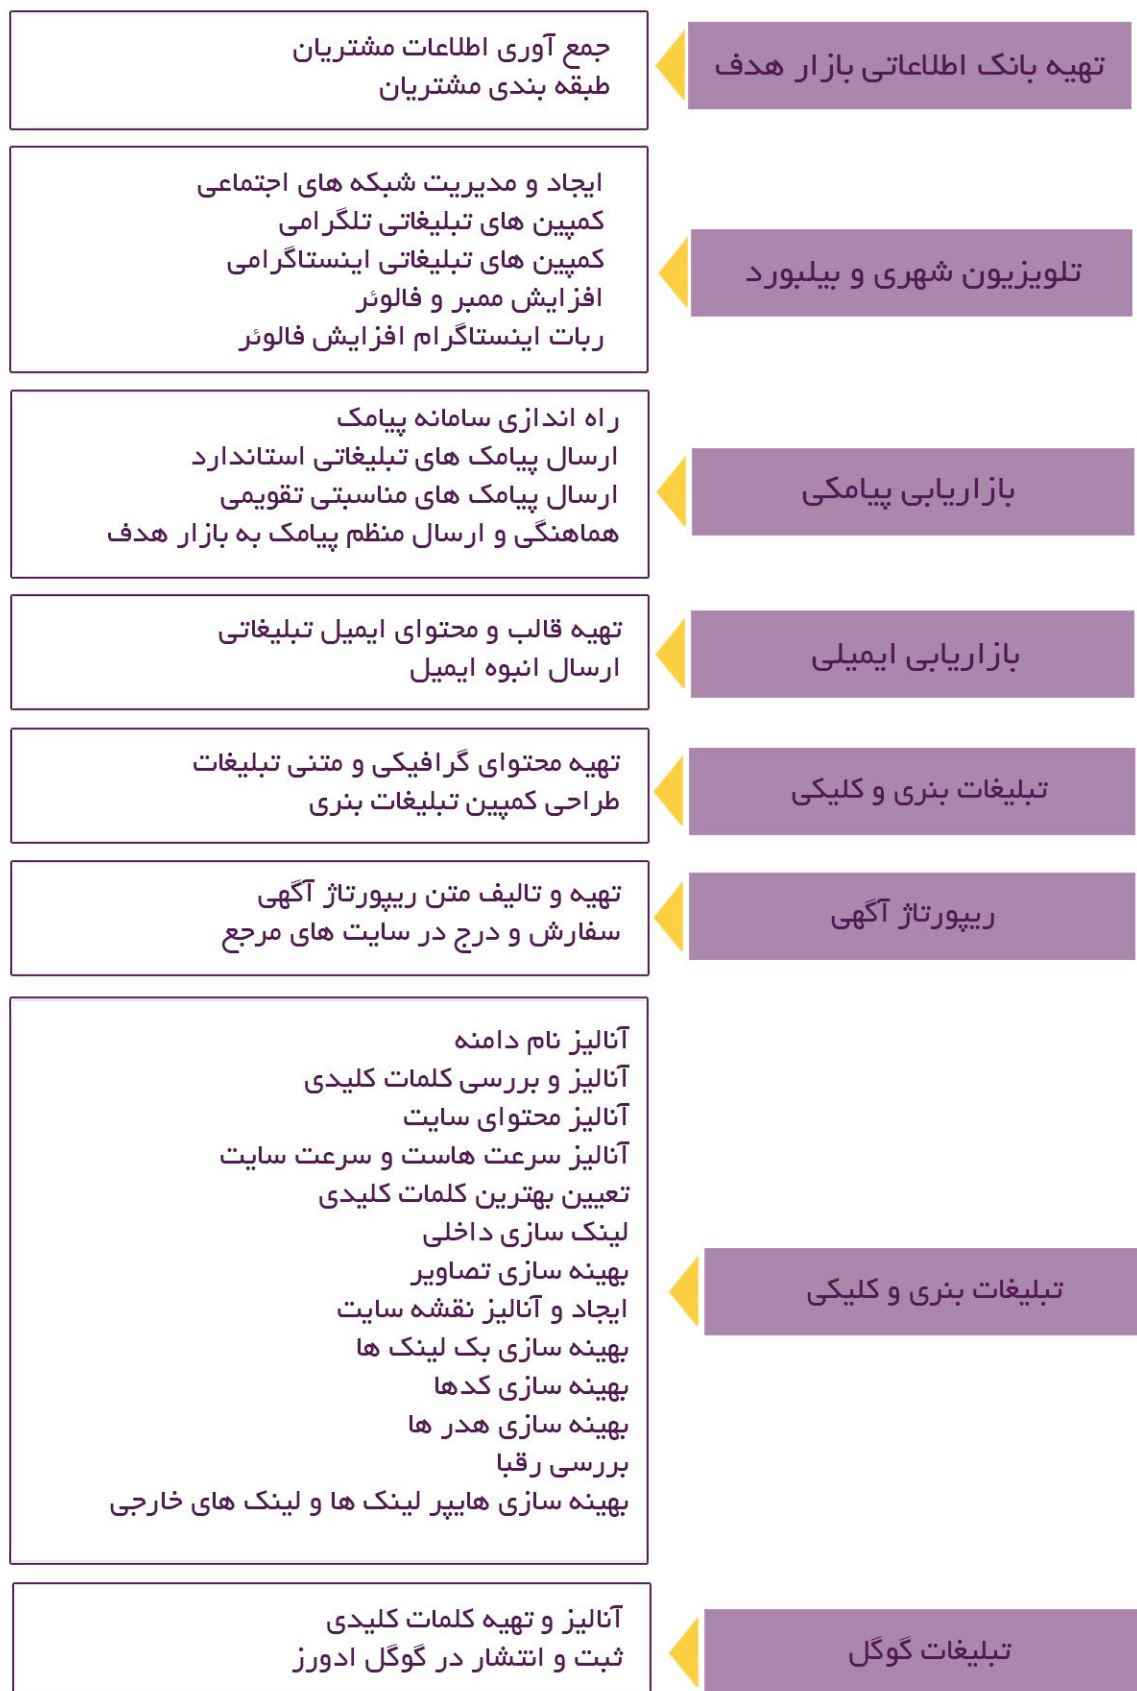 تهیه بانک اطلاعاتی بازار هدف
جمع آوری اطلاعات مشتریان
طبقه بندی مشتریان
تلویزیون شهری و بیلبورد
ایجاد و مدیریت شبکه های اجتماعی
کمپین های تبلیغاتی تلگرامی
کمپین های تبلیغاتی اینستاگرامی
افزایش ممبر و فالوئر
ربات اینستاگرام افزایش فالوئر
بازاریابی پیامکی
راه اندازی سامانه پیامک
ارسال پیامک های تبلیغاتی استاندارد
ارسال پیامک های مناسبتی تقویمی
هماهنگی و ارسال منظم پیامک به بازار هدف
بازاریابی ایمیلی
تهیه قالب و محتوای ایمیل تبلیغاتی
ارسال انبوه ایمیل
تبلیغات بنری و کلیکی
تهیه محتوای گرافیکی و متنی تبلیغات
طراحی کمپین تبلیغات بنری
ریپورتاژ آگهی
تهیه و تالیف متن ریپورتاژ آگهی
سفارش و درج در سایت های مرجع
تبلیغات بنری و کلیکی
آنالیز نام دامنه
آنالیز و بررسی کلمات کلیدی
آنالیز محتوای سایت
آنالیز سرعت هاست و سرعت سایت
تعیین بهترین کلمات کلیدی
لینک سازی داخلی
بهینه سازی تصاویر
ایجاد و آنالیز نقشه سایت
بهینه سازی بک لینک ها
بهینه سازی کدها
بهینه سازی هدر ها
بررسی رقبا
بهینه سازی هایپر لینک ها و لینک های خارجی
تبلیغات گوگل
آنالیز و تهیه کلمات کلیدی
ثبت و انتشار در گوگل ادورز